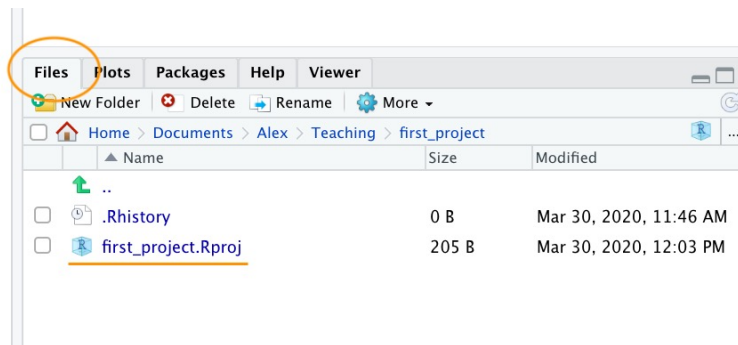 Files Plots Packages Help Viewer
New Folder Delete Rename More
Home > Documents > Alex > Teaching > first_project R ...
Name Size Modified
..
.Rhistory 0 B Mar 30, 2020, 11:46 AM
R first_project.Rproj 205 B Mar 30, 2020, 12:03 PM